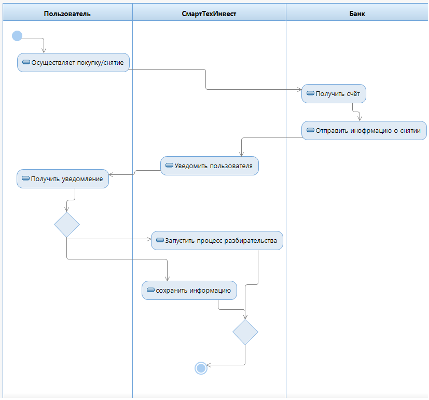 Пользователь
СмартТехИнвест
Банк
Осуществляет покупку/снятие
Получить счёт
Отправить информацию о снятии
Уведомить пользователя
Получить уведомление
Запустить процесс разбирательства
сохранить информацию